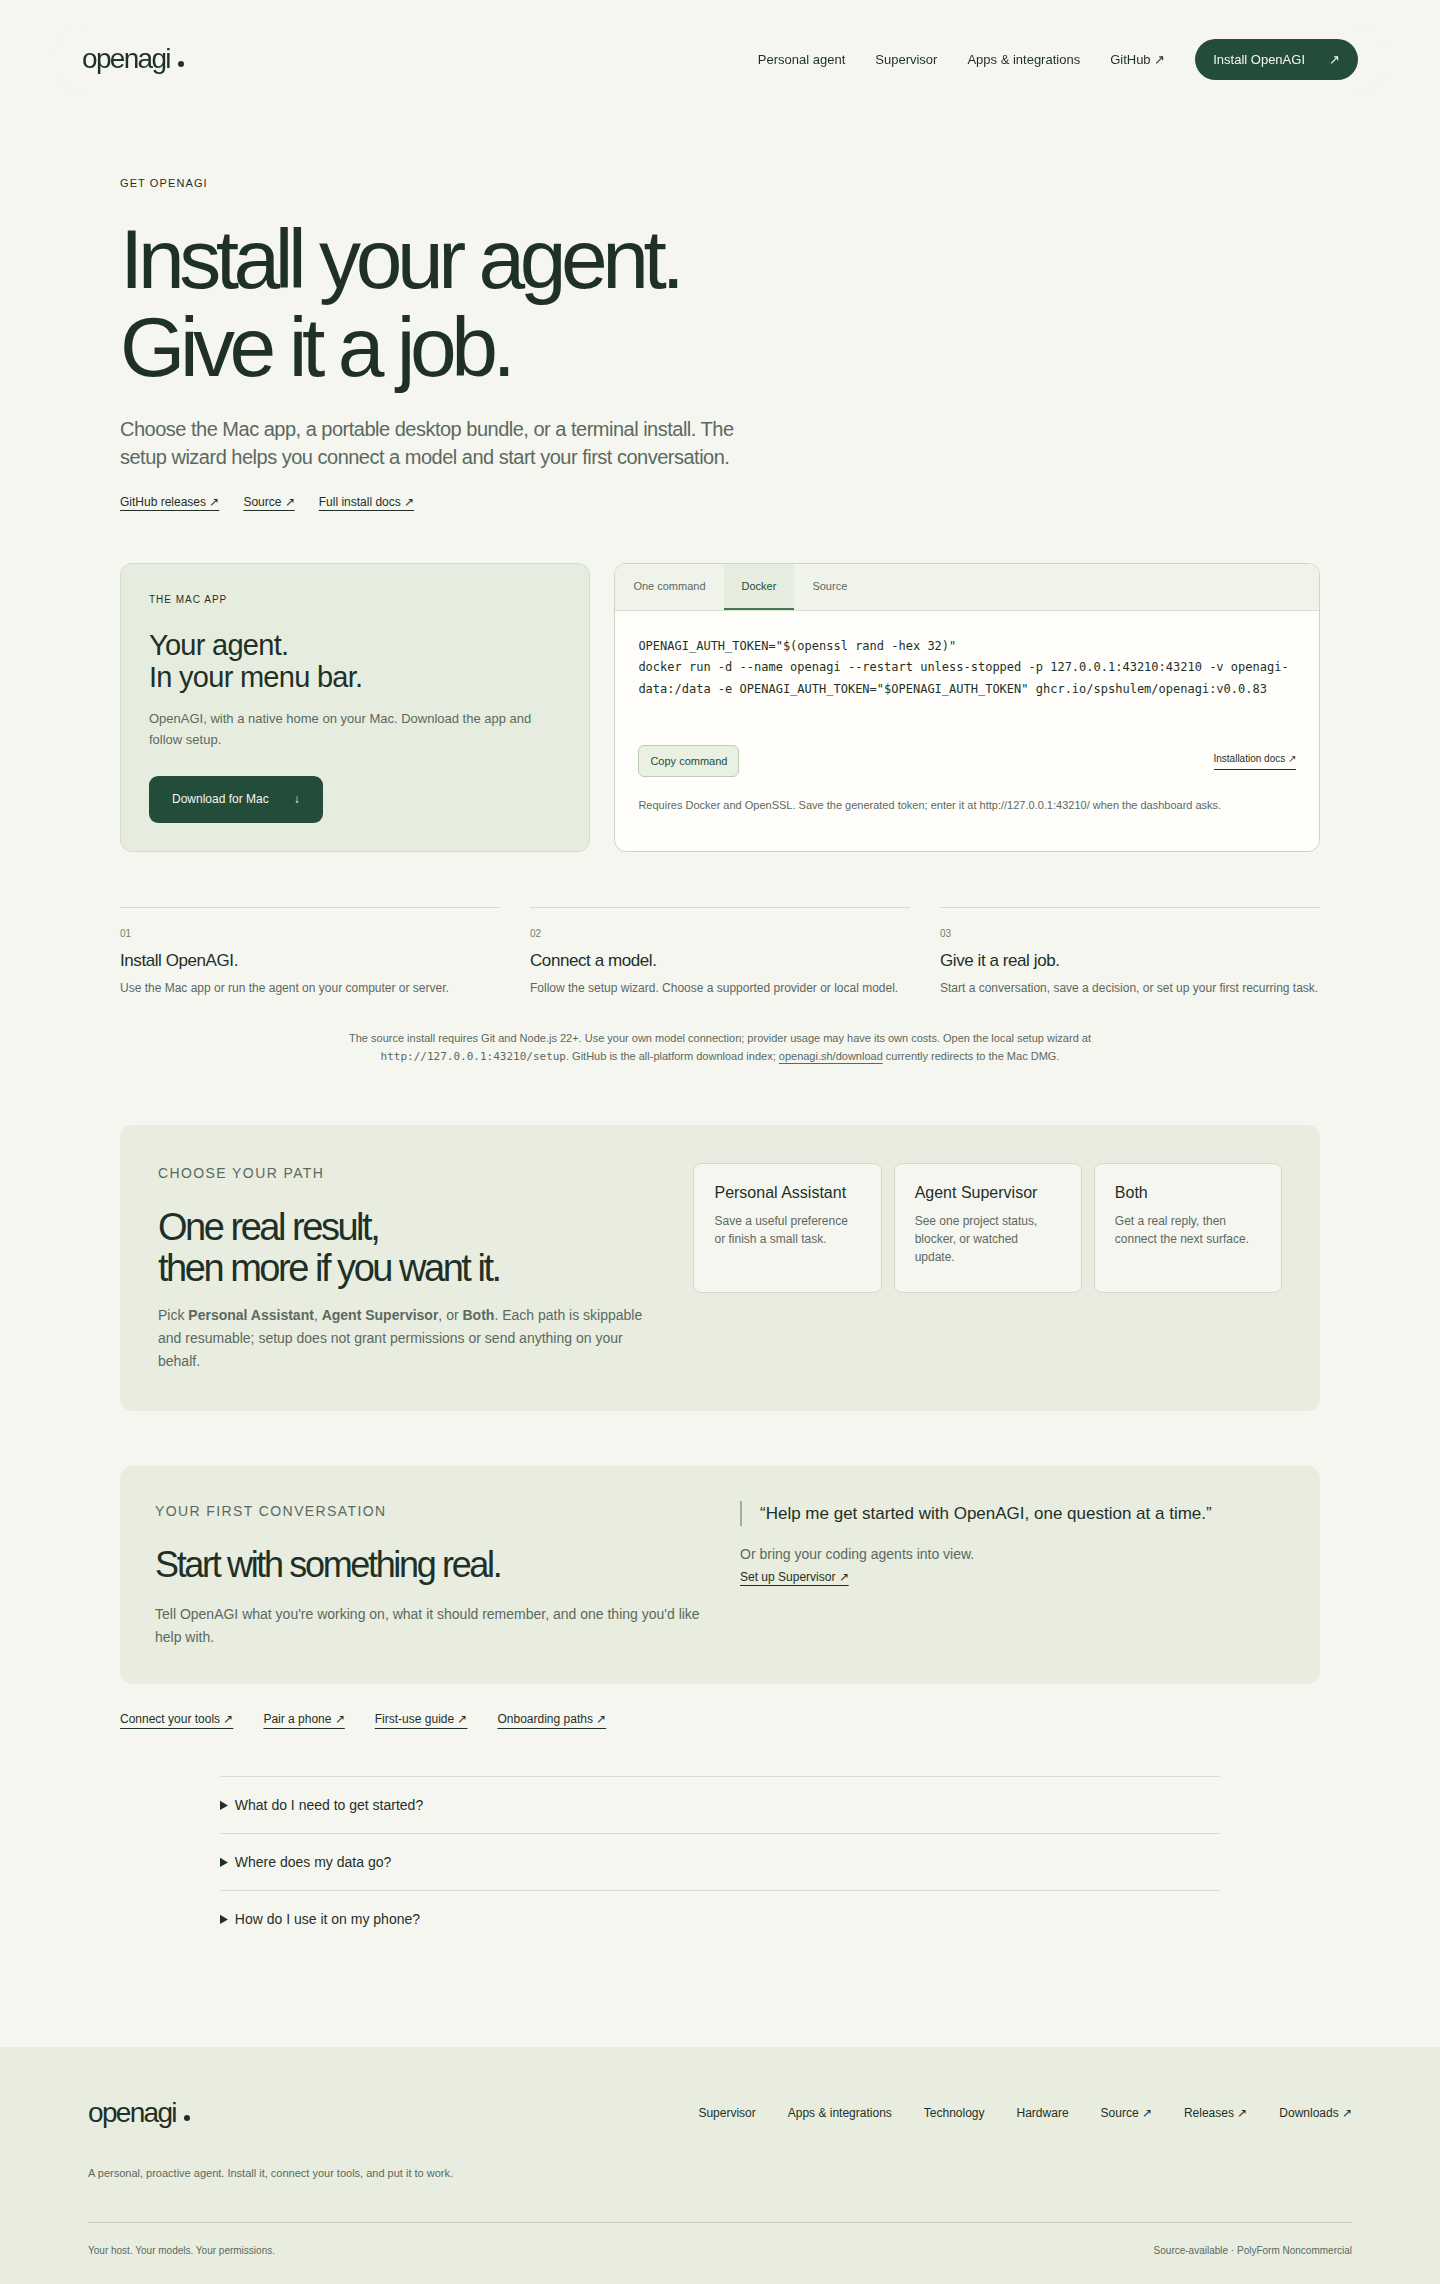 openagi
Personal agent
Supervisor
Apps & integrations
GitHub ↗
Install OpenAGI ↗
GET OPENAGI
Install your agent.
Give it a job.
Choose the Mac app, a portable desktop bundle, or a terminal install. The
setup wizard helps you connect a model and start your first conversation.
GitHub releases ↗
Source ↗
Full install docs ↗
THE MAC APP
Your agent.
In your menu bar.
OpenAGI, with a native home on your Mac. Download the app and
follow setup.
Download for Mac ↓
One command
Docker
Source
OPENAGI_AUTH_TOKEN="$(openssl rand -hex 32)"
docker run -d --name openagi --restart unless-stopped -p 127.0.0.1:43210:43210 -v openagi-
data:/data -e OPENAGI_AUTH_TOKEN="$OPENAGI_AUTH_TOKEN" ghcr.io/spshulem/openagi:v0.0.83
Copy command
Installation docs ↗
Requires Docker and OpenSSL. Save the generated token; enter it at http://127.0.0.1:43210/ when the dashboard asks.
01
Install OpenAGI.
Use the Mac app or run the agent on your computer or server.
02
Connect a model.
Follow the setup wizard. Choose a supported provider or local model.
03
Give it a real job.
Start a conversation, save a decision, or set up your first recurring task.
The source install requires Git and Node.js 22+. Use your own model connection; provider usage may have its own costs. Open the local setup wizard at
http://127.0.0.1:43210/setup. GitHub is the all-platform download index; openagi.sh/download currently redirects to the Mac DMG.
CHOOSE YOUR PATH
One real result,
then more if you want it.
Pick Personal Assistant, Agent Supervisor, or Both. Each path is skippable
and resumable; setup does not grant permissions or send anything on your
behalf.
Personal Assistant
Save a useful preference
or finish a small task.
Agent Supervisor
See one project status,
blocker, or watched
update.
Both
Get a real reply, then
connect the next surface.
YOUR FIRST CONVERSATION
Start with something real.
Tell OpenAGI what you're working on, what it should remember, and one thing you'd like
help with.
“Help me get started with OpenAGI, one question at a time.”
Or bring your coding agents into view.
Set up Supervisor ↗
Connect your tools ↗
Pair a phone ↗
First-use guide ↗
Onboarding paths ↗
What do I need to get started?
Where does my data go?
How do I use it on my phone?
openagi
Supervisor
Apps & integrations
Technology
Hardware
Source ↗
Releases ↗
Downloads ↗
A personal, proactive agent. Install it, connect your tools, and put it to work.
Your host. Your models. Your permissions.
Source-available · PolyForm Noncommercial